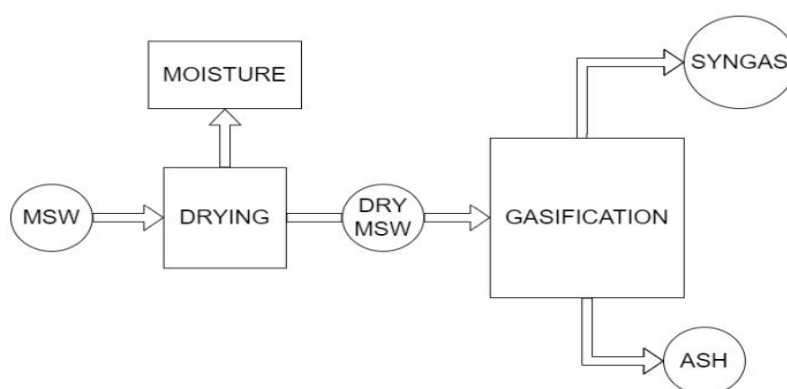 MOISTURE
SYNGAS
MSW
DRYING
DRY
MSW
GASIFICATION
ASH